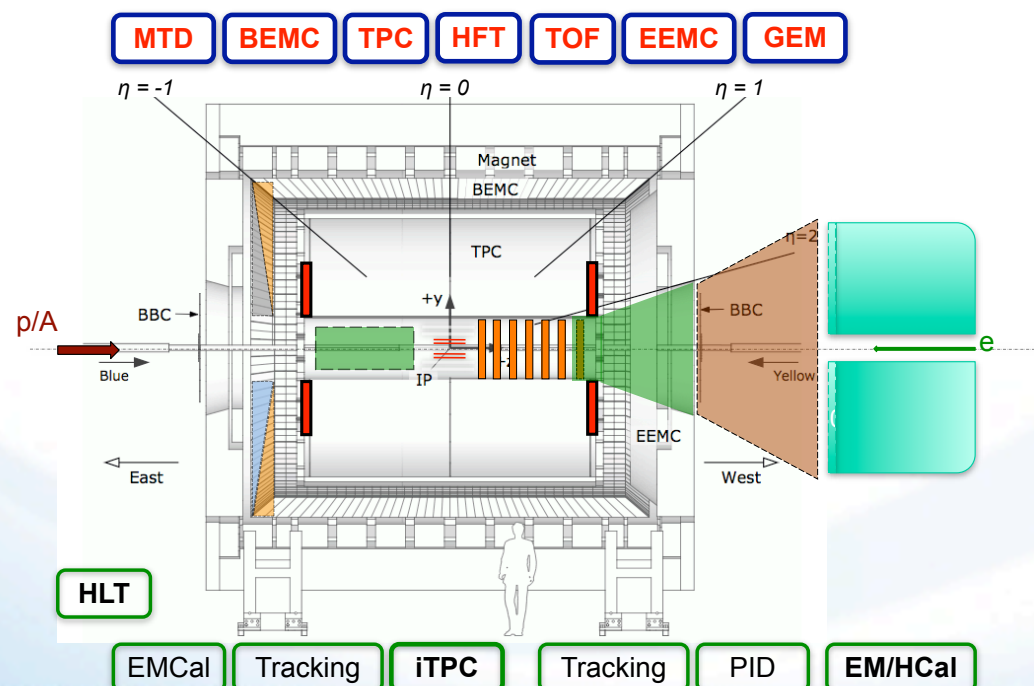 MTD BEMC TPC HFT TOF EEMC GEM
η = -1 η = 0 η = 1
Magnet
BEMC
η=2
TPC
+y
BBC BBC
p/A
e
Blue IP Yellow
EEMC
East West
HLT
EMCal Tracking iTPC Tracking PID EM/HCal